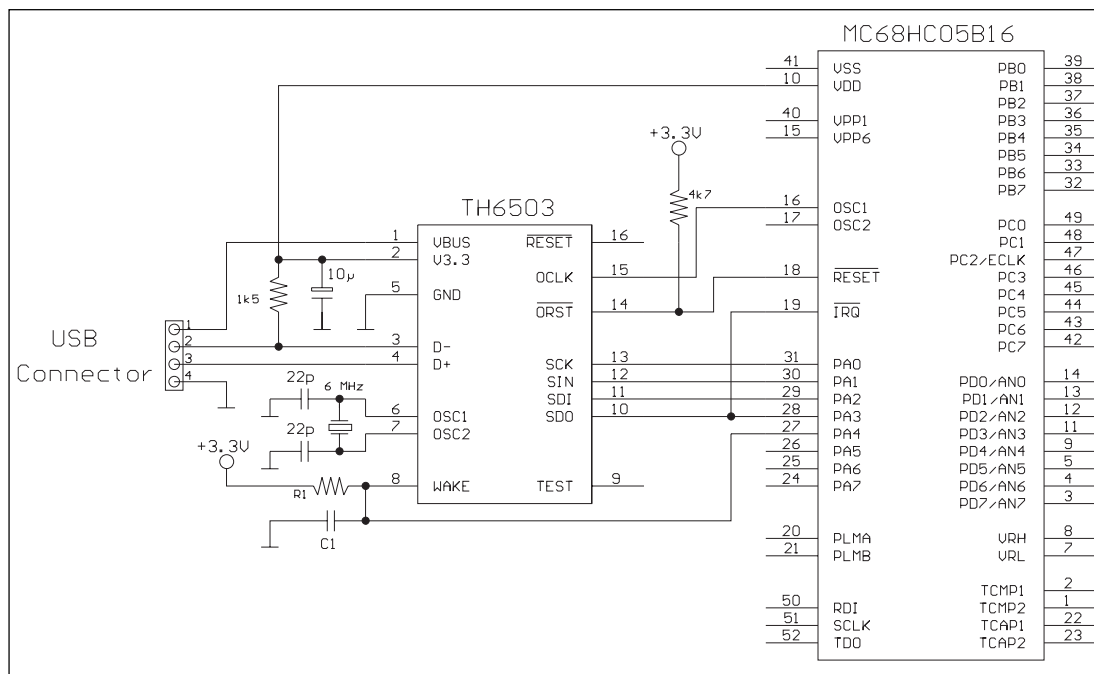 MC68HC05B16
41 VSS PB0 39
10 VDD PB1 38
PB2 37
40 VPP1 PB3 36
15 VPP6 PB4 35
PB5 34
PB6 33
PB7 32
16 OSC1
17 OSC2 PC0 49
PC1 48
PC2/ECLK 47
18 RESET PC3 46
PC4 45
19 IRQ PC5 44
PC6 43
PC7 42
31 PA0
30 PA1 PD0/AN0 14
29 PA2 PD1/AN1 13
28 PA3 PD2/AN2 12
27 PA4 PD3/AN3 11
26 PA5 PD4/AN4 9
25 PA6 PD5/AN5 5
24 PA7 PD6/AN6 4
PD7/AN7 3
20 PLMA VRH 8
21 PLMB VRL 7
TCMP1 2
50 RDI TCMP2 1
51 SCLK TCAP1 22
52 TDO TCAP2 23
+3.3V
4k7
TH6503
1 VBUS RESET 16
2 V3.3
OCLK 15
5 GND
ORST 14
3 D-
4 D+ SCK 13
SIN 12
SDI 11
6 OSC1 SDO 10
7 OSC2
8 WAKE TEST 9
10µ
1k5
USB
Connector
1
2
3
4
22p
6 MHz
22p
+3.3V
R1
C1